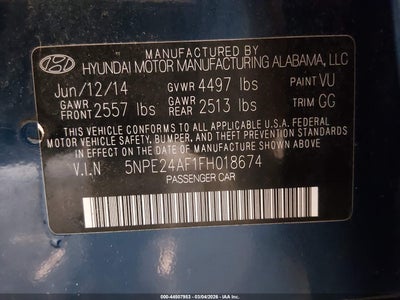 MANUFACTURED BY
HYUNDAI MOTOR MANUFACTURING ALABAMA, LLC
Jun/12/14 GVWR 4497 lbs PAINT VU
GAWR FRONT 2557 lbs GAWR REAR 2513 lbs TRIM GG
THIS VEHICLE CONFORMS TO ALL APPLICABLE U.S.A FEDERAL
MOTOR VEHICLE SAFETY, BUMPER, AND THEFT PREVENTION
STANDARDS IN EFFECT ON THE DATE OF MANUFACTURE SHOWN ABOVE.
V.I.N 5NPE24AF1FH018674
PASSENGER CAR
00-44507953 - 03/04/2026 - IAA Inc.